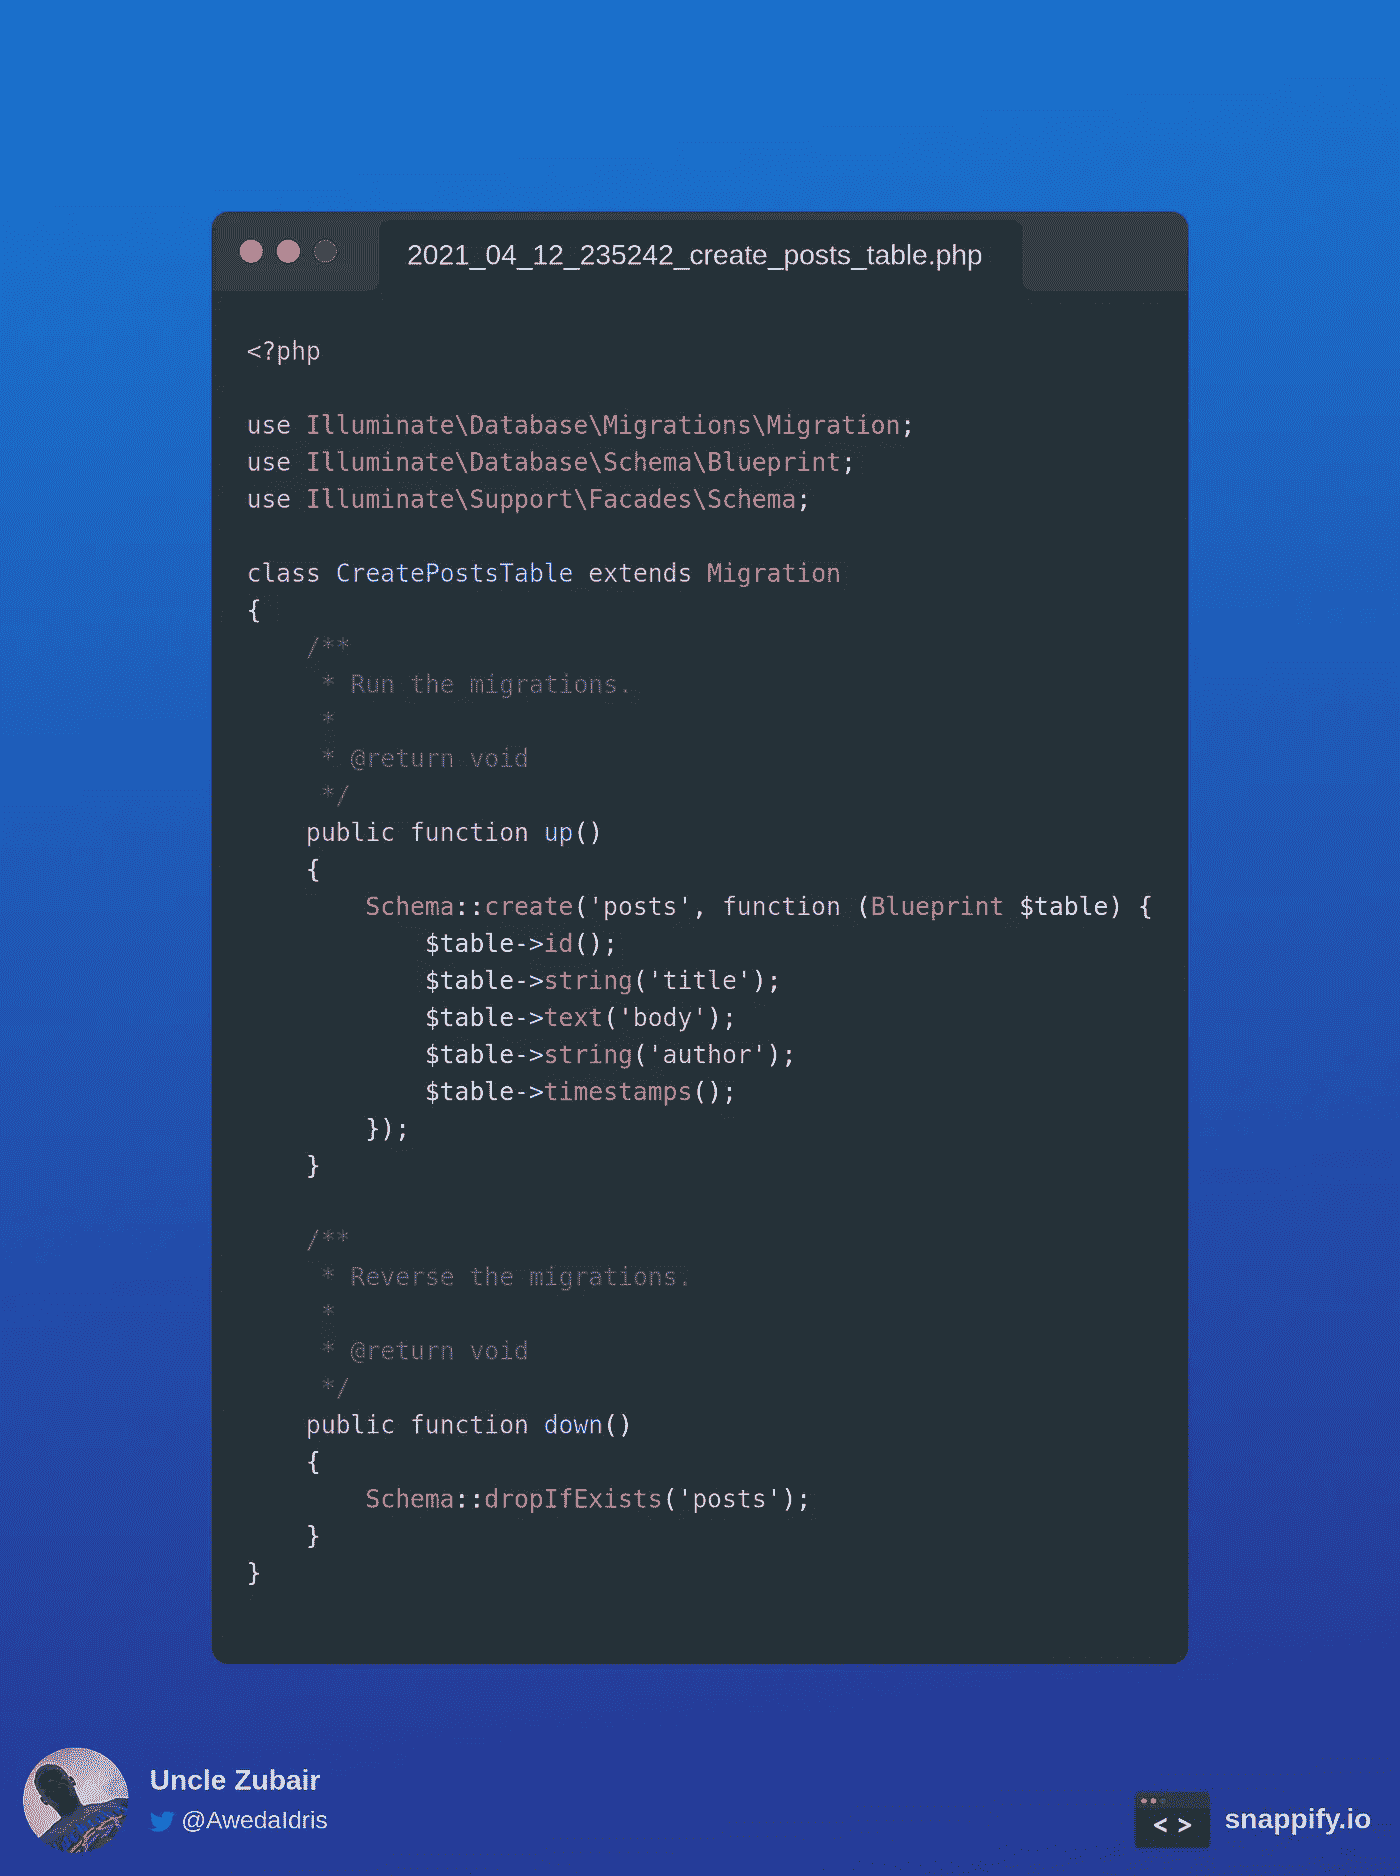 2021_04_12_235242_create_posts_table.php
<?php
use Illuminate\Database\Migrations\Migration;
use Illuminate\Database\Schema\Blueprint;
use Illuminate\Support\Facades\Schema;
class CreatePostsTable extends Migration
{
    /**
     * Run the migrations.
     *
     * @return void
     */
    public function up()
    {
        Schema::create('posts', function (Blueprint $table) {
            $table->id();
            $table->string('title');
            $table->text('body');
            $table->string('author');
            $table->timestamps();
        });
    }
    /**
     * Reverse the migrations.
     *
     * @return void
     */
    public function down()
    {
        Schema::dropIfExists('posts');
    }
}
Uncle Zubair
@AwedaIdris
< >
snappify.io